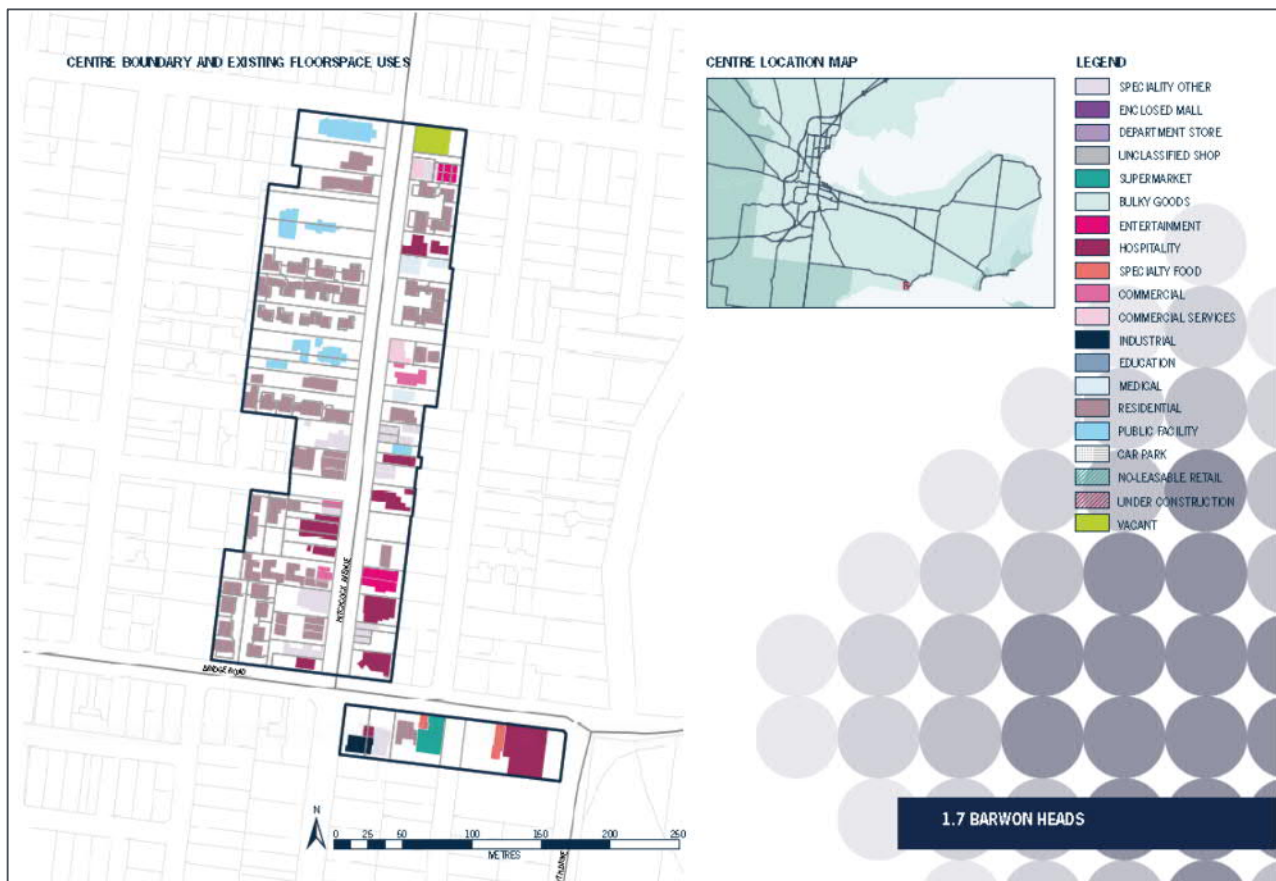 CENTRE BOUNDARY AND EXISTING FLOORSPACE USES
HITCHCOCK AVENUE
BRIDGE ROAD
N
0 25 50 100 150 200 250
METRES
CENTRE LOCATION MAP
LEGEND
SPECIALITY OTHER
ENCLOSED MALL
DEPARTMENT STORE
UNCLASSIFIED SHOP
SUPERMARKET
BULKY GOODS
ENTERTAINMENT
HOSPITALITY
SPECIALTY FOOD
COMMERCIAL
COMMERCIAL SERVICES
INDUSTRIAL
EDUCATION
MEDICAL
RESIDENTIAL
PUBLIC FACILITY
CAR PARK
NO-LEASABLE RETAIL
UNDER CONSTRUCTION
VACANT
1.7 BARWON HEADS